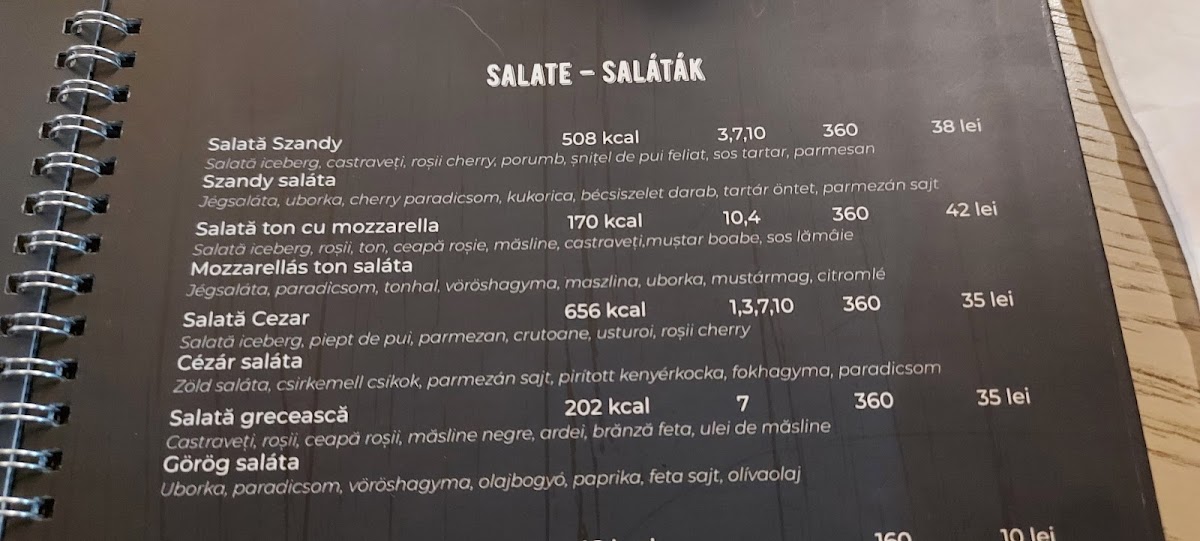 SALATE – SALÁTÁK
Salată Szandy 508 kcal 3,7,10 360 38 lei
Salată iceberg, castraveți, roșii cherry, porumb, șnițel de pui feliat, sos tartar, parmesan
Szandy saláta
Jégsaláta, uborka, cherry paradicsom, kukorica, bécsiszelet darab, tartár öntet, parmezán sajt
Salată ton cu mozzarella 170 kcal 10,4 360 42 lei
Salată iceberg, roșii, ton, ceapă roșie, măsline, castraveți,muștar boabe, sos lămâie
Mozzarellás ton saláta
Jégsaláta, paradicsom, tonhal, vöröshagyma, maszlina, uborka, mustármag, citromlé
Salată Cezar 656 kcal 1,3,7,10 360 35 lei
Salată iceberg, piept de pui, parmezan, crutoane, usturoi, roșii cherry
Cézár saláta
Zöld saláta, csirkemell csíkok, parmezán sajt, pirított kenyérkocka, fokhagyma, paradicsom
Salată grecească 202 kcal 7 360 35 lei
Castraveți, roșii, ceapă roșii, măsline negre, ardei, brănză feta, ulei de măsline
Görög saláta
Uborka, paradicsom, vöröshagyma, olajbogyó, paprika, feta sajt, olívaolaj
160 10 lei